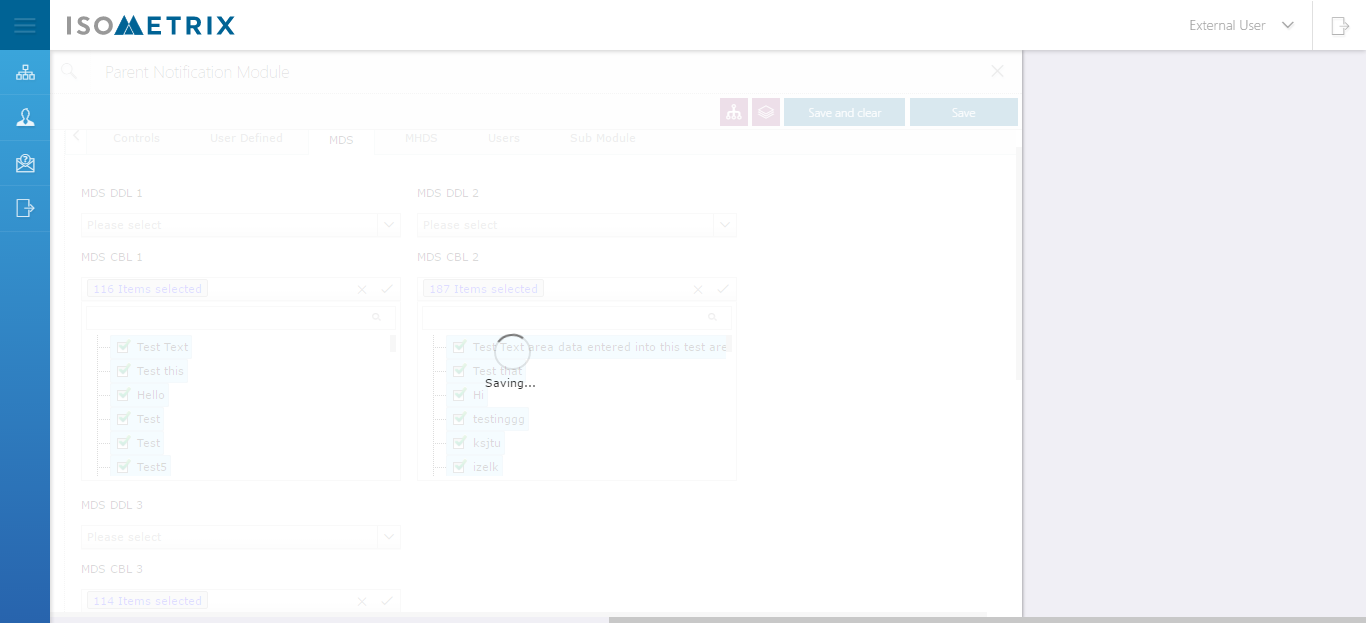 ISOMETRIX
External User
Parent Notification Module
Save and clear
Save
Controls
User Defined
MDS
MHDS
Users
Sub Module
MDS DDL 1
MDS DDL 2
Please select
Please select
MDS CBL 1
MDS CBL 2
116 Items selected
187 Items selected
Test Text
Test Text area data entered into this test are
Test this
Test that
Saving...
Hello
Hi
Test
testinggg
Test
ksjtu
Test5
izelk
MDS DDL 3
Please select
MDS CBL 3
114 Items selected